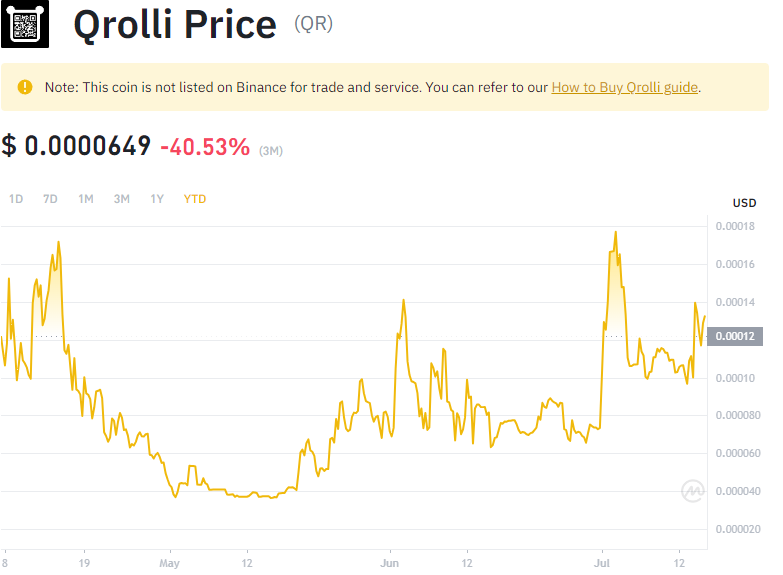 Qrolli Price (QR)
Note: This coin is not listed on Binance for trade and service. You can refer to our How to Buy Qrolli guide.
$ 0.0000649 -40.53% (3M)
1D 7D 1M 3M 1Y YTD
USD
0.00018
0.00016
0.00014
0.00012
0.00010
0.000080
0.000060
0.000040
0.000020
8 19 May 12 Jun 12 Jul 12